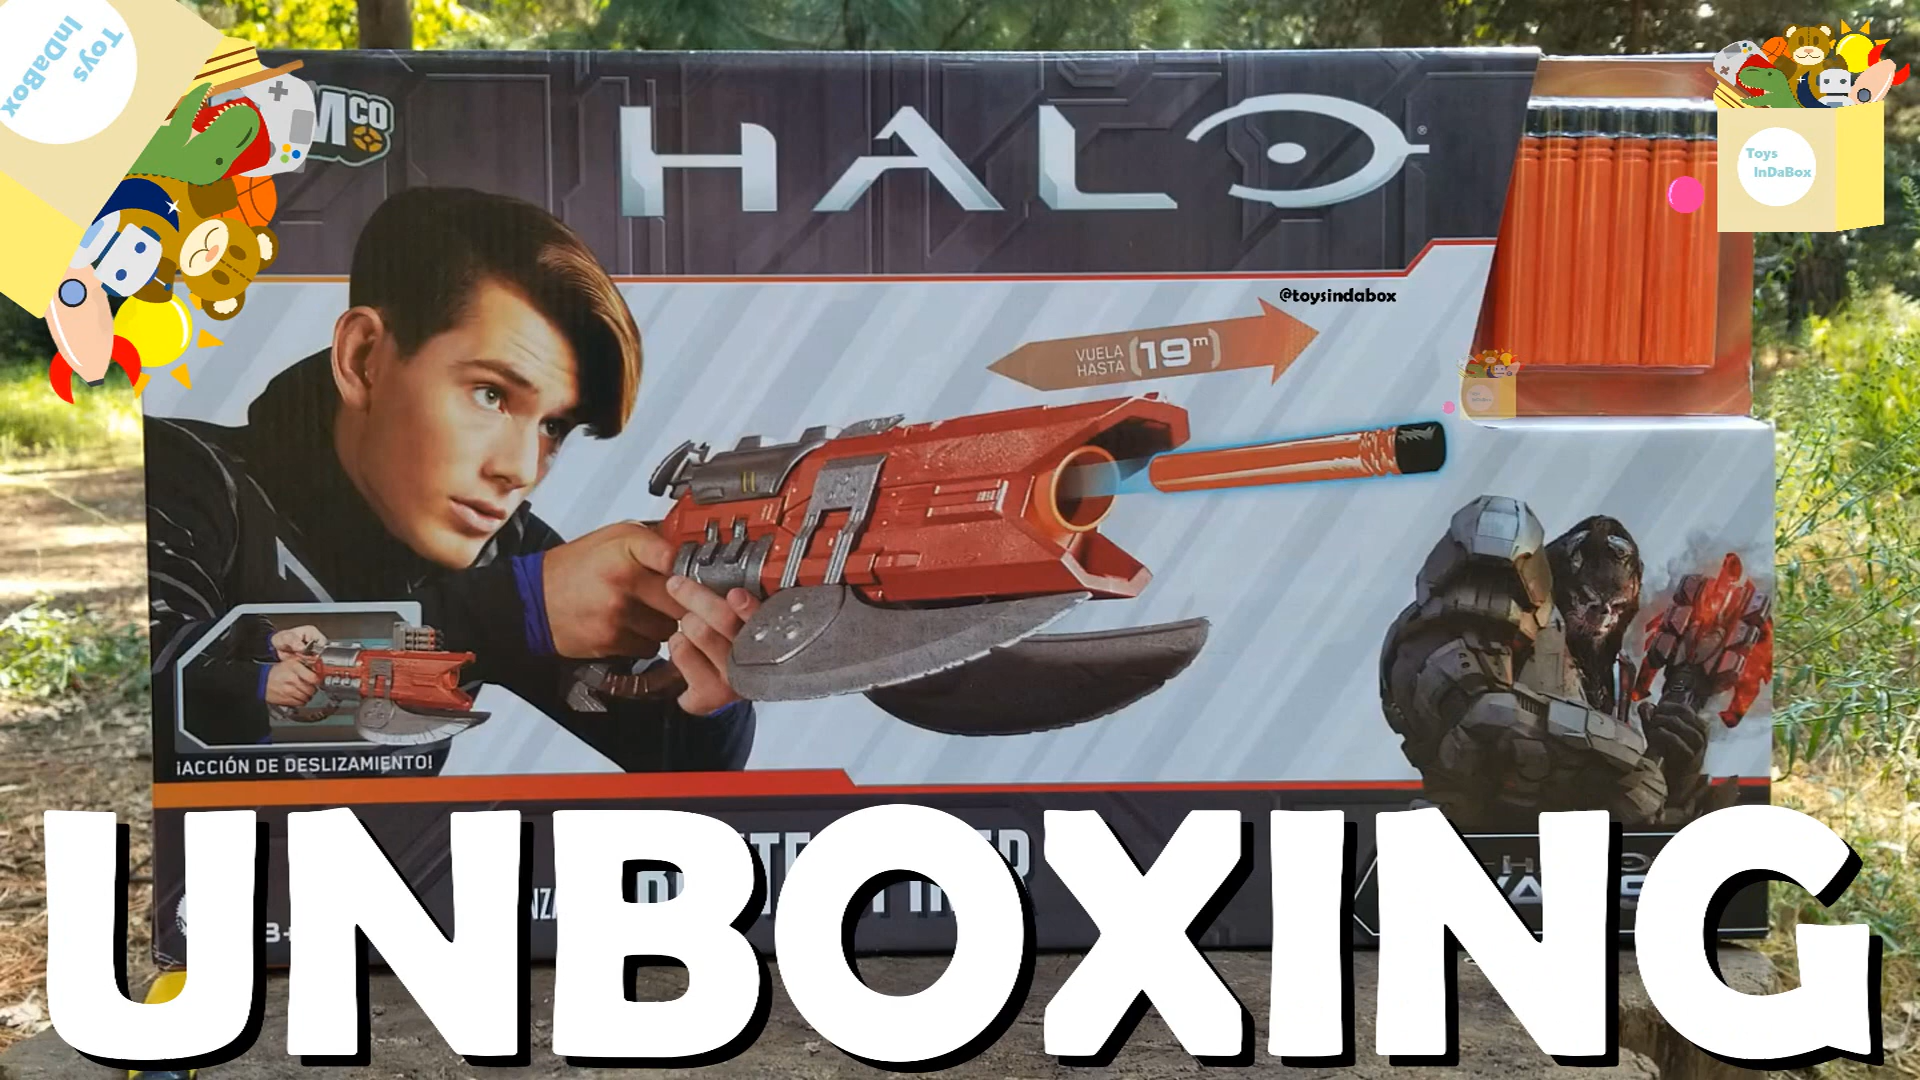 Toys
InDaBox
MCO
HALO
®
Toys
InDaBox
@toysindabox
VUELA
HASTA
(19m)
¡ACCIÓN DE DESLIZAMIENTO!
UNBOXING